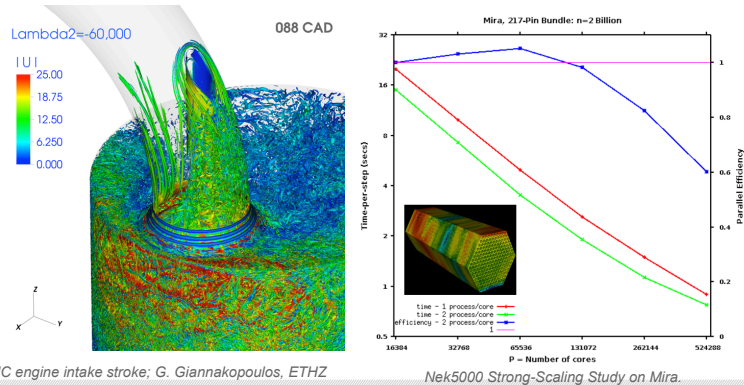 Lambda2=-60,000
088 CAD
|U|
25.00
18.75
12.50
6.250
0.000
Z
X
Y
IC engine intake stroke; G. Giannakopoulos, ETHZ
Mira, 217-Pin Bundle: n=2 Billion
32
16
8
4
2
1
0.5
Time-per-step (secs)
1
0.8
0.6
0.4
0.2
0
Parallel Efficiency
time - 1 process/core
time - 2 process/core
efficiency - 2 process/core
1
16384 32768 65536 131072 262144 524288
P = Number of cores
Nek5000 Strong-Scaling Study on Mira.